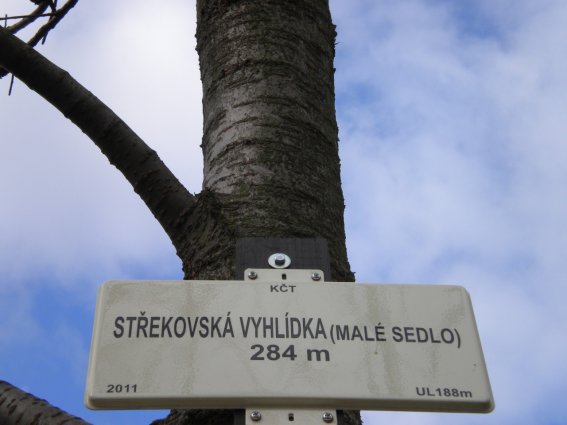 KČT
STŘEKOVSKÁ VYHLÍDKA (MALÉ SEDLO)
284 m
2011 UL188m